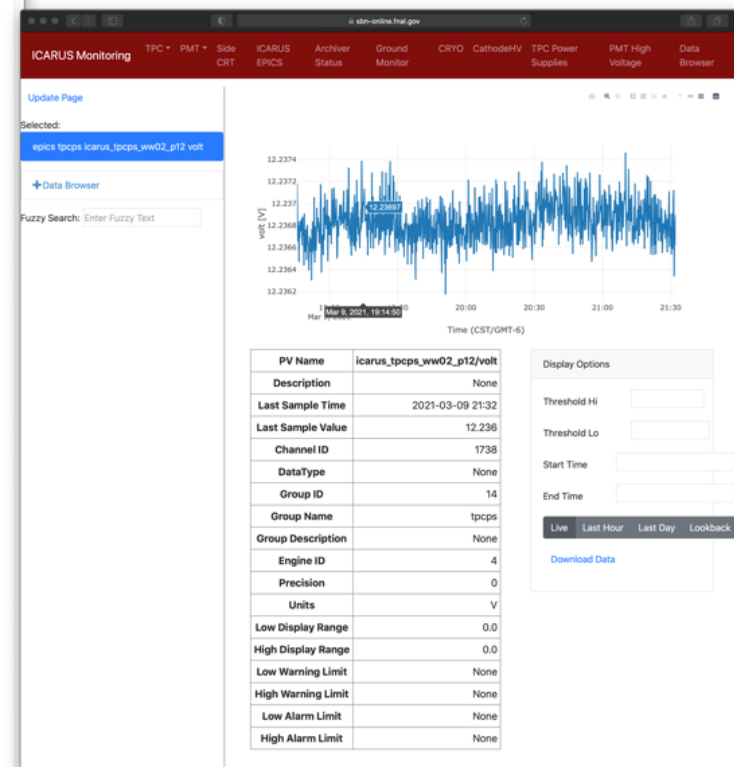 sbn-online.fnal.gov
ICARUS Monitoring
TPC
PMT
Side CRT
ICARUS EPICS
Archiver Status
Ground Monitor
CRYO
CathodeHV
TPC Power Supplies
PMT High Voltage
Data Browser
Update Page
Selected:
epics tpcps icarus_tpcps_ww02_p12 volt
+Data Browser
Fuzzy Search: Enter Fuzzy Text
12.2374
12.2372
12.237
12.2368
12.2366
12.2364
12.2362
volt [V]
12.23697
Mar 9, 2021, 19:14:50
20:00
20:30
21:00
21:30
Time (CST/GMT-6)
PV Name icarus_tpcps_ww02_p12/volt
Description None
Last Sample Time 2021-03-09 21:32
Last Sample Value 12.236
Channel ID 1738
DataType None
Group ID 14
Group Name tpcps
Group Description None
Engine ID 4
Precision 0
Units V
Low Display Range 0.0
High Display Range 0.0
Low Warning Limit None
High Warning Limit None
Low Alarm Limit None
High Alarm Limit None
Display Options
Threshold Hi
Threshold Lo
Start Time
End Time
Live Last Hour Last Day Lookback
Download Data